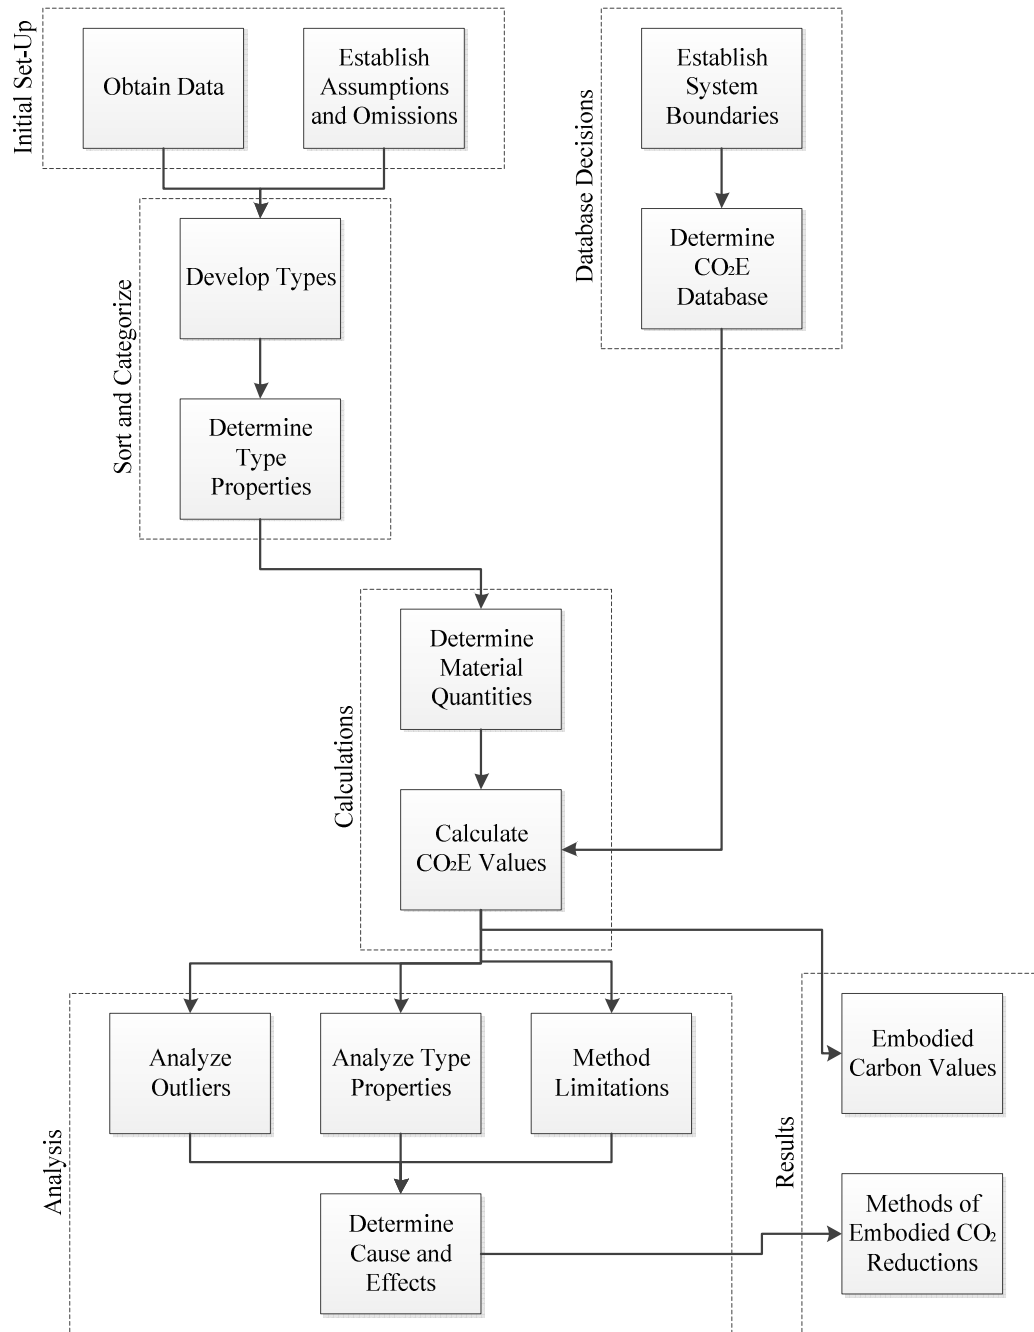 Initial Set-Up
Obtain Data
Establish
Assumptions
and Omissions
Database Decisions
Establish
System
Boundaries
Determine
CO₂E
Database
Sort and Categorize
Develop Types
Determine
Type
Properties
Calculations
Determine
Material
Quantities
Calculate
CO₂E Values
Analysis
Analyze
Outliers
Analyze Type
Properties
Method
Limitations
Determine
Cause and
Effects
Results
Embodied
Carbon Values
Methods of
Embodied CO₂
Reductions